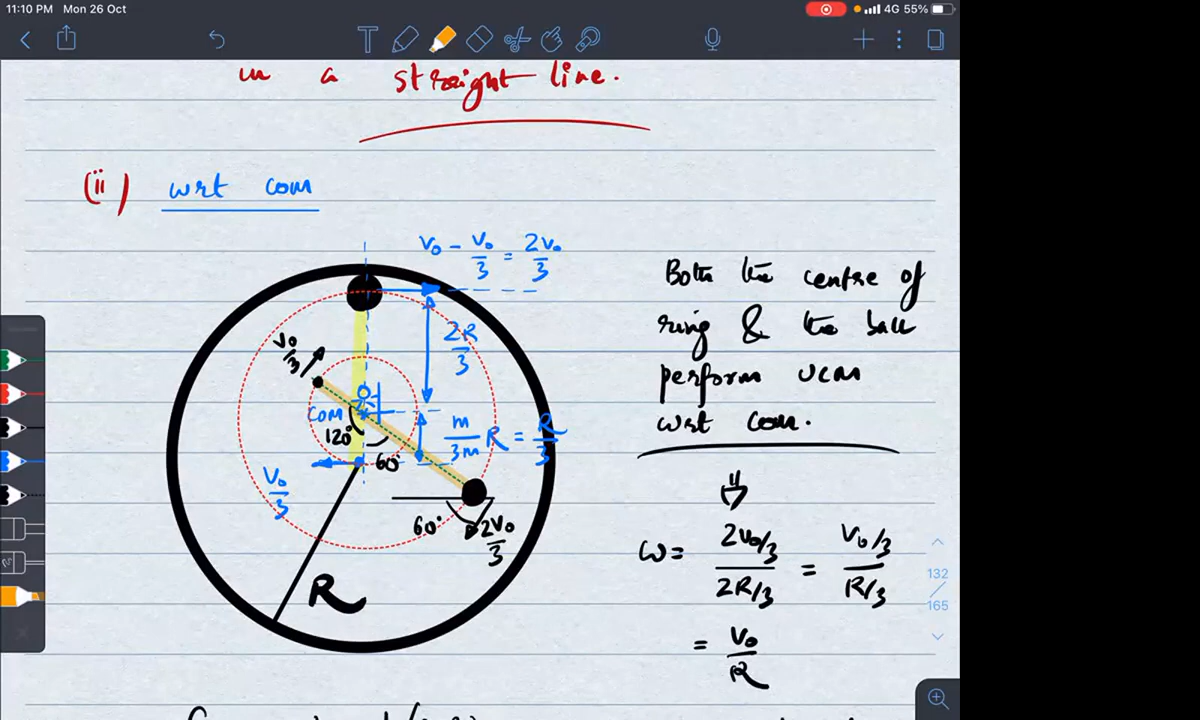 11:10 PM Mon 26 Oct
4G 55%
in a straight line.
(ii) wrt com
V₀ - V₀/3 = 2V₀/3
2R/3
V₀/3
com
120°
60°
m/3m R = R/3
V₀/3
60°
2V₀/3
R
Both the centre of
ring & the ball
perform UCM
wrt com.
ω = (2V₀/3)/(2R/3) = (V₀/3)/(R/3)
= V₀/R
132
/
165